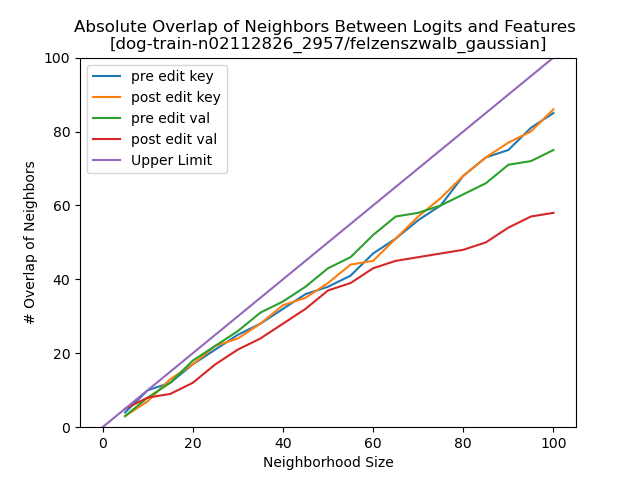 Absolute Overlap of Neighbors Between Logits and Features
[dog-train-n02112826_2957/felzenszwalb_gaussian]
pre edit key
post edit key
pre edit val
post edit val
Upper Limit
# Overlap of Neighbors
100
80
60
40
20
0
0 20 40 60 80 100
Neighborhood Size